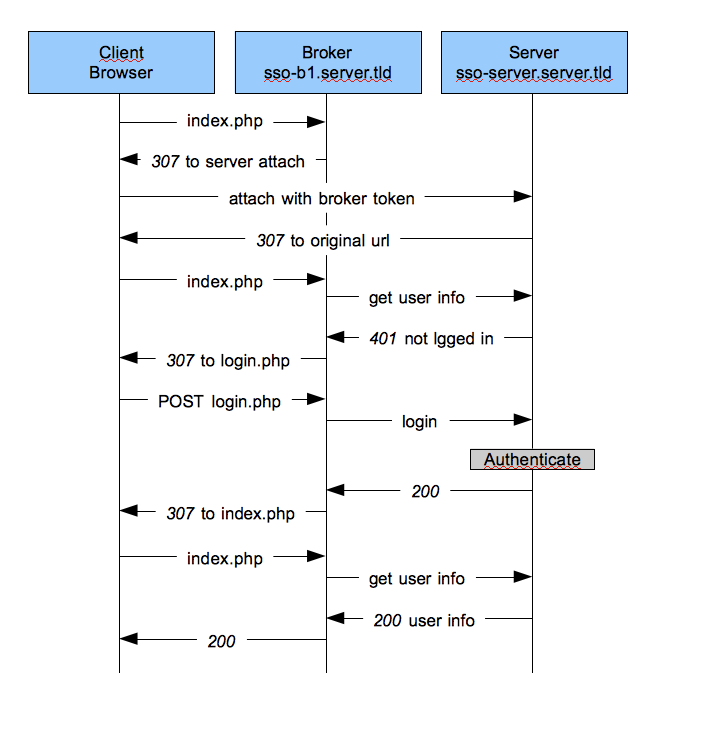 Client
Browser
Broker
sso-b1.server.tld
Server
sso-server.server.tld
index.php
307 to server attach
attach with broker token
307 to original url
index.php
get user info
401 not lgged in
307 to login.php
POST login.php
login
Authenticate
200
307 to index.php
index.php
get user info
200 user info
200